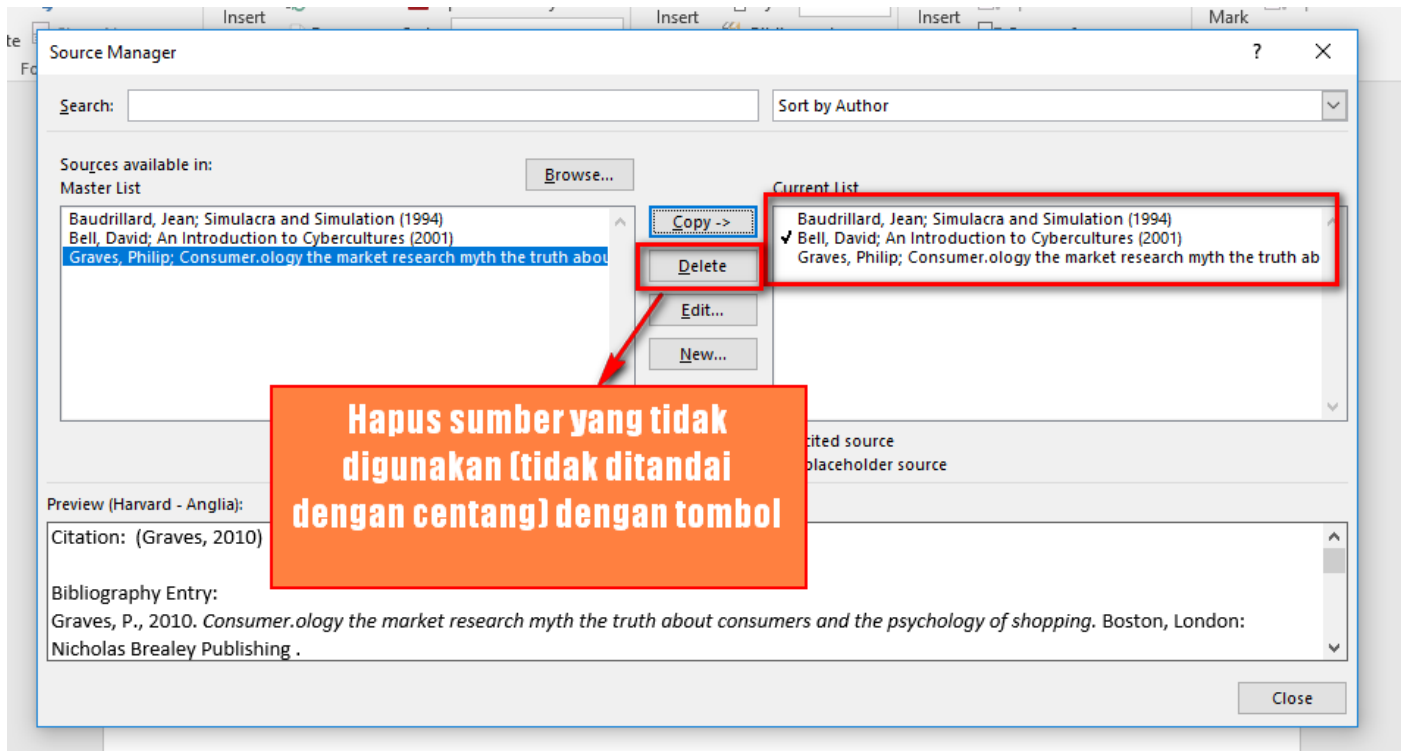 Insert
Insert
Insert
Mark
te
Source Manager
?
Fo
Search:
Sort by Author
Sources available in:
Master List
Browse...
Current List
Baudrillard, Jean; Simulacra and Simulation (1994)
Bell, David; An Introduction to Cybercultures (2001)
Graves, Philip; Consumer.ology the market research myth the truth abou
Copy ->
Delete
Edit...
New...
Baudrillard, Jean; Simulacra and Simulation (1994)
✔ Bell, David; An Introduction to Cybercultures (2001)
Graves, Philip; Consumer.ology the market research myth the truth ab
Hapus sumber yang tidak
digunakan (tidak ditandai
dengan centang) dengan tombol
cited source
placeholder source
Preview (Harvard - Anglia):
Citation: (Graves, 2010)
Bibliography Entry:
Graves, P., 2010. Consumer.ology the market research myth the truth about consumers and the psychology of shopping. Boston, London:
Nicholas Brealey Publishing .
Close